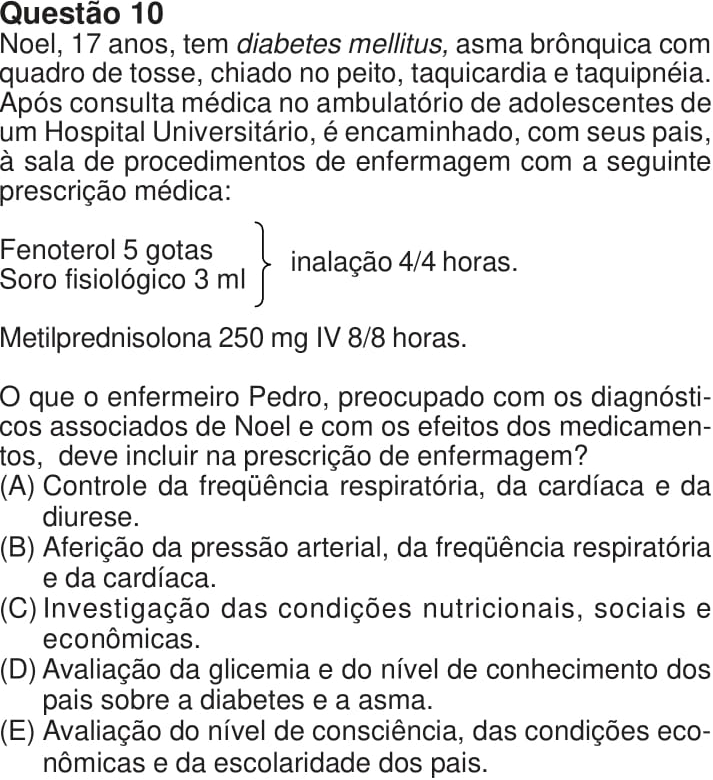 Questão 10
Noel, 17 anos, tem diabetes mellitus, asma brônquica com
quadro de tosse, chiado no peito, taquicardia e taquipnéia.
Após consulta médica no ambulatório de adolescentes de
um Hospital Universitário, é encaminhado, com seus pais,
à sala de procedimentos de enfermagem com a seguinte
prescrição médica:
Fenoterol 5 gotas
Soro fisiológico 3 ml
inalação 4/4 horas.
Metilprednisolona 250 mg IV 8/8 horas.
O que o enfermeiro Pedro, preocupado com os diagnósti-
cos associados de Noel e com os efeitos dos medicamen-
tos, deve incluir na prescrição de enfermagem?
(A) Controle da freqüência respiratória, da cardíaca e da
diurese.
(B) Aferição da pressão arterial, da freqüência respiratória
e da cardíaca.
(C) Investigação das condições nutricionais, sociais e
econômicas.
(D) Avaliação da glicemia e do nível de conhecimento dos
pais sobre a diabetes e a asma.
(E) Avaliação do nível de consciência, das condições eco-
nômicas e da escolaridade dos pais.